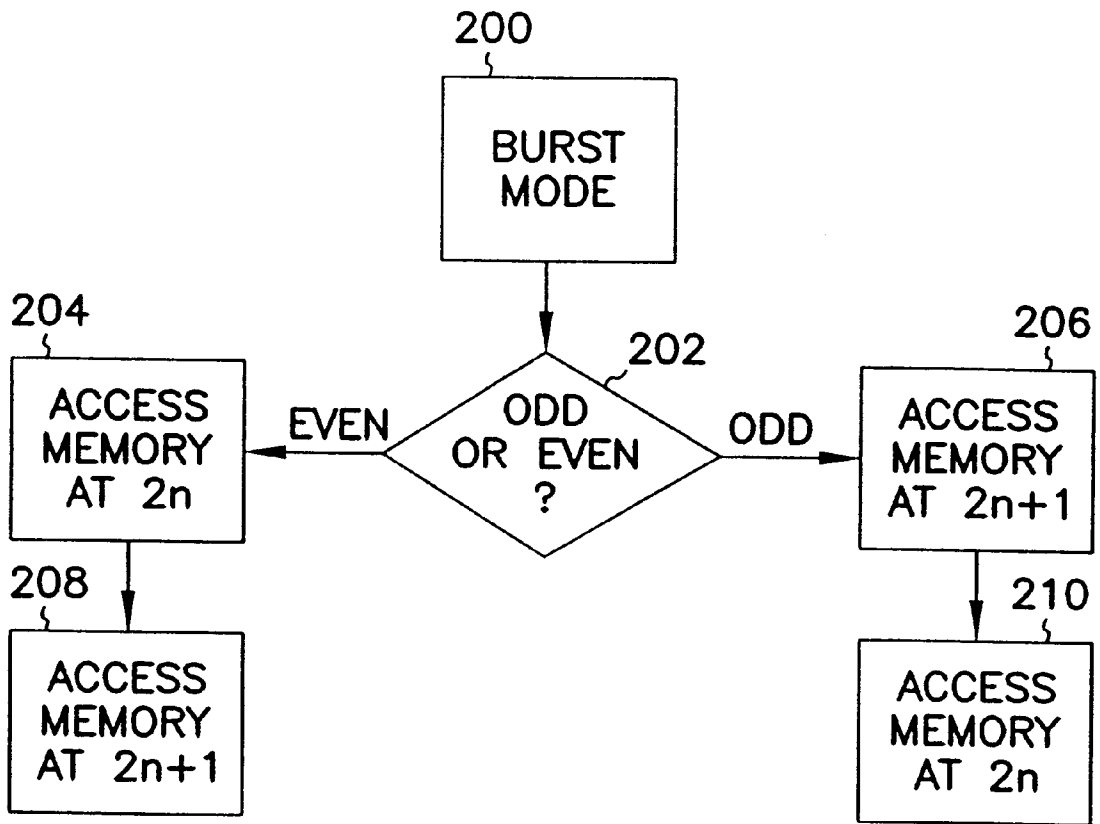 200
BURST
MODE
202
ODD
OR EVEN
?
EVEN
ODD
204
ACCESS
MEMORY
AT 2n
206
ACCESS
MEMORY
AT 2n+1
208
ACCESS
MEMORY
AT 2n+1
210
ACCESS
MEMORY
AT 2n